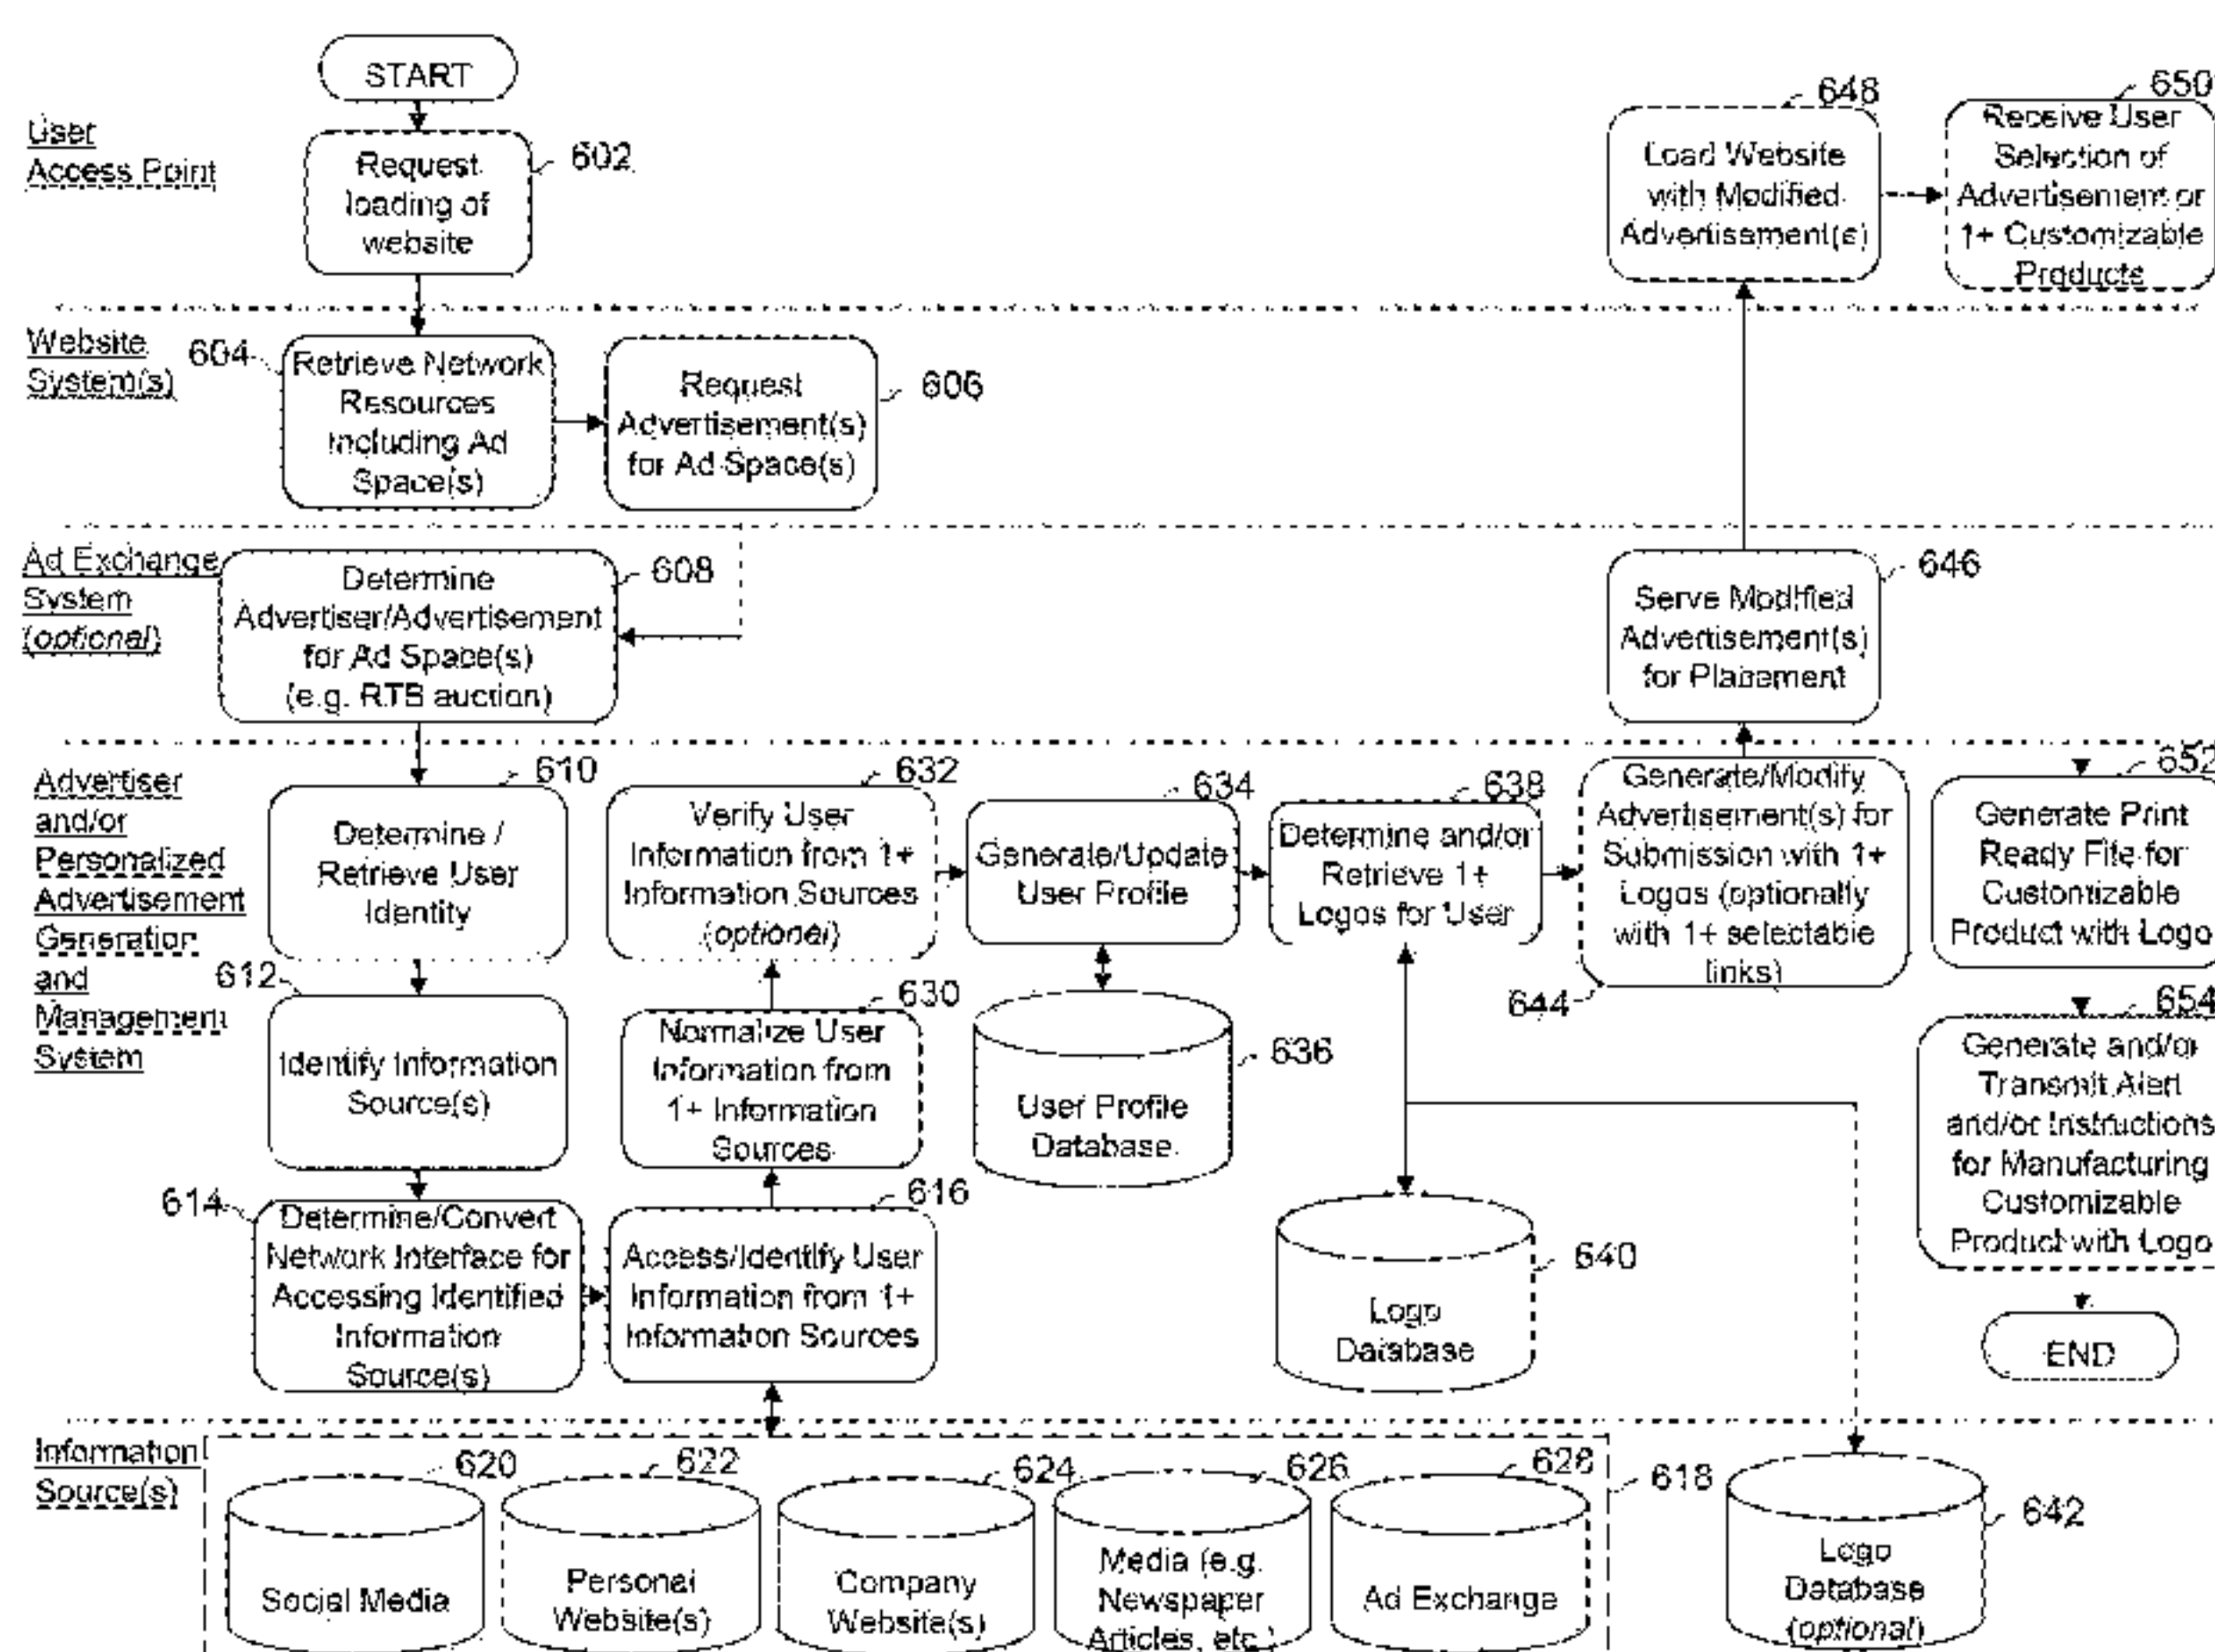 START
User
Access Point
602
Request
loading of
website
648
Load Website
with Modified
Advertisement(s)
650
Receive User
Selection of
Advertisement or
1+ Customizable
Products
Website
System(s)
604
Retrieve Network
Resources
Including Ad
Space(s)
606
Request
Advertisement(s)
for Ad Space(s)
Ad Exchange
System
(optional)
608
Determine
Advertiser/Advertisement
for Ad Space(s)
(e.g. RTB auction)
646
Serve Modified
Advertisement(s)
for Placement
Advertiser
and/or
Personalized
Advertisement
Generation
and
Management
System
610
Determine /
Retrieve User
Identity
612
Identify Information
Source(s)
614
Determine/Convert
Network Interface for
Accessing Identified
Information
Source(s)
616
Access/Identify User
Information from 1+
Information Sources
630
Normalize User
Information from
1+ Information
Sources
632
Verify User
Information from 1+
Information Sources
(optional)
634
Generate/Update
User Profile
636
User Profile
Database
638
Determine and/or
Retrieve 1+
Logos for User
640
Logo
Database
644
Generate/Modify
Advertisement(s) for
Submission with 1+
Logos (optionally
with 1+ selectable
links)
652
Generate Print
Ready File for
Customizable
Product with Logo
654
Generate and/or
Transmit Alert
and/or Instructions
for Manufacturing
Customizable
Product with Logo
END
Information
Source(s)
618
620
Social Media
622
Personal
Website(s)
624
Company
Website(s)
626
Media (e.g.
Newspaper
Articles, etc.)
628
Ad Exchange
642
Logo
Database
(optional)